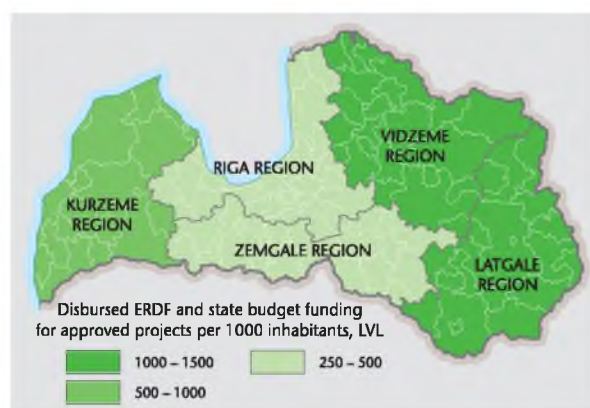 VIDZEME
REGION
RIGA REGION
KURZEME
REGION
ZEMGALE REGION
LATGALE
REGION
Disbursed ERDF and state budget funding
for approved projects per 1000 inhabitants, LVL
1000 – 1500
250 – 500
500 – 1000